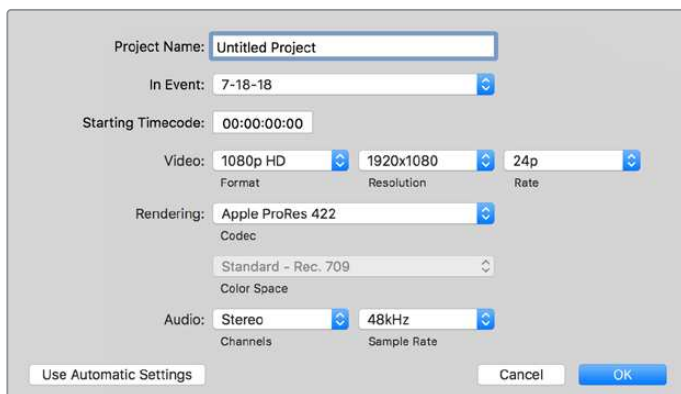 Project Name: Untitled Project
In Event: 7-18-18
Starting Timecode: 00:00:00:00
Video: 1080p HD 1920x1080 24p
Format Resolution Rate
Rendering: Apple ProRes 422
Codec
Standard - Rec. 709
Color Space
Audio: Stereo 48kHz
Channels Sample Rate
Use Automatic Settings Cancel OK